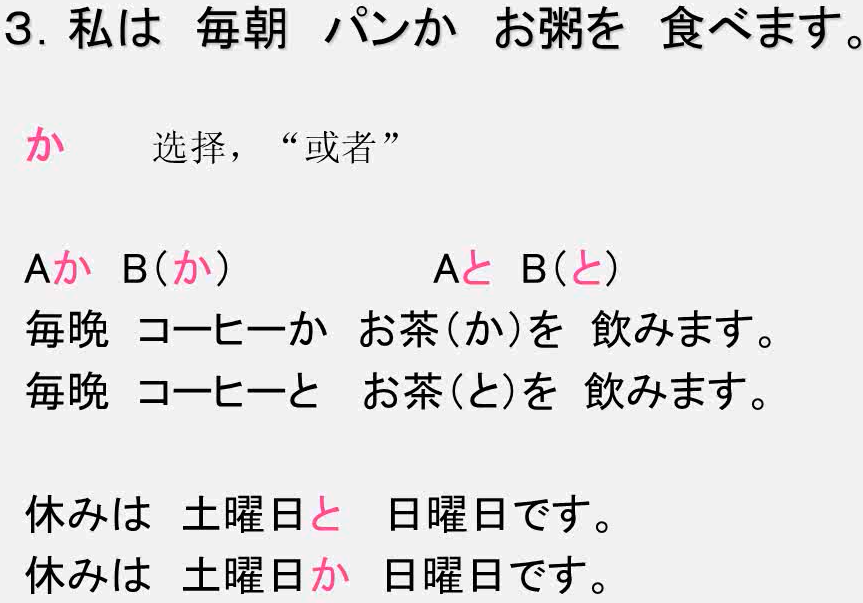 ３．私は　毎朝　パンか　お粥を　食べます。
か　　选择，“或者”
Aか　B（か）　　　　　Aと　B（と）
毎晩　コーヒーか　お茶（か）を　飲みます。
毎晩　コーヒーと　お茶（と）を　飲みます。
休みは　土曜日と　日曜日です。
休みは　土曜日か　日曜日です。